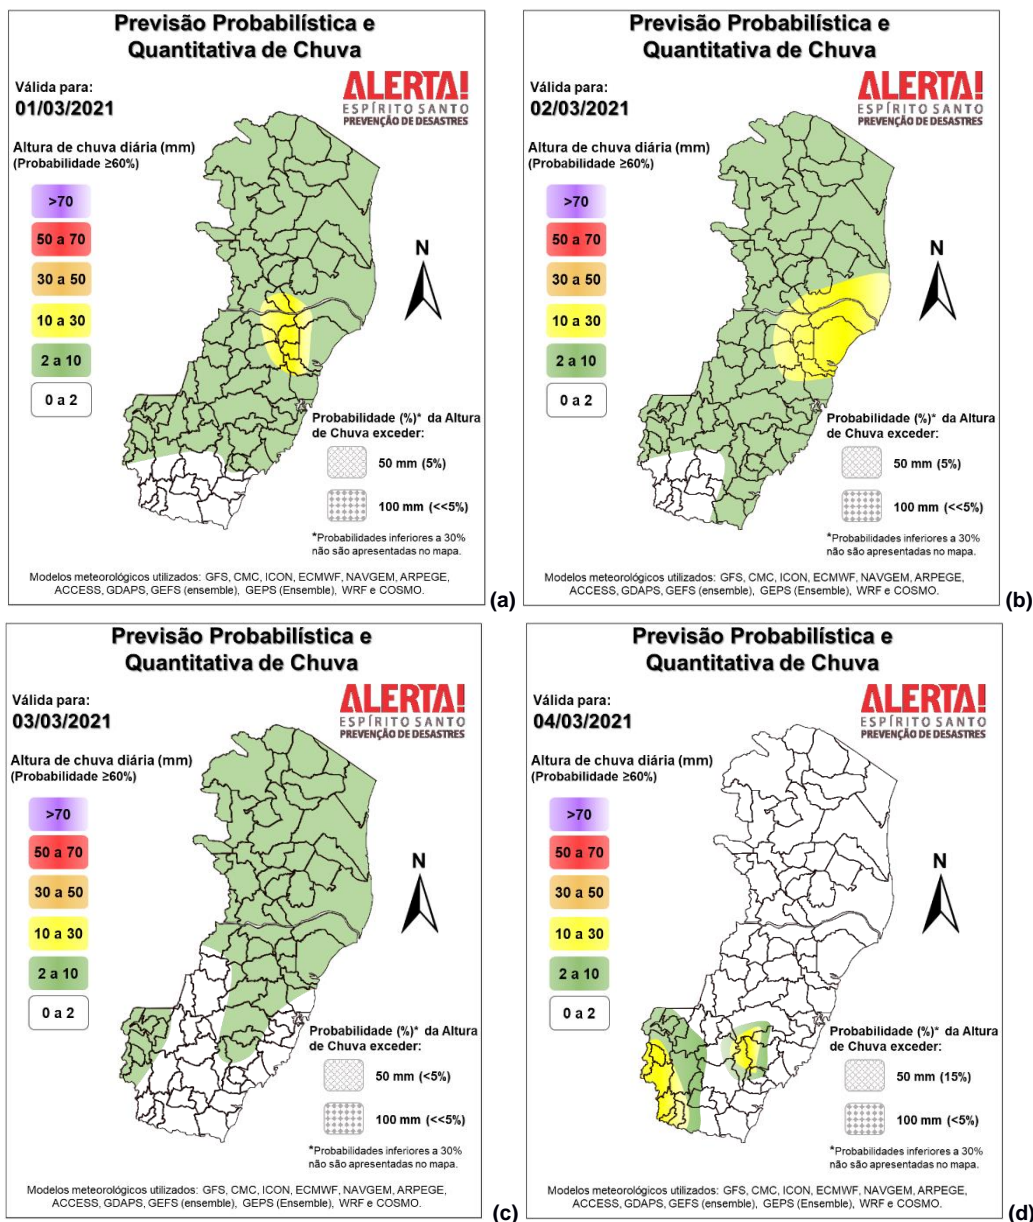 Previsão Probabilística e
Quantitativa de Chuva
Válida para:
01/03/2021
ALERTA!
ESPÍRITO SANTO
PREVENÇÃO DE DESASTRES
Altura de chuva diária (mm)
(Probabilidade ≥60%)
>70
50 a 70
30 a 50
10 a 30
2 a 10
0 a 2
N
Probabilidade (%)* da Altura
de Chuva exceder:
50 mm (5%)
100 mm (<<5%)
*Probabilidades inferiores a 30%
não são apresentadas no mapa.
Modelos meteorológicos utilizados: GFS, CMC, ICON, ECMWF, NAVGEM, ARPEGE,
ACCESS, GDAPS, GEFS (ensemble), GEPS (Ensemble), WRF e COSMO.
(a)
Previsão Probabilística e
Quantitativa de Chuva
Válida para:
02/03/2021
ALERTA!
ESPÍRITO SANTO
PREVENÇÃO DE DESASTRES
Altura de chuva diária (mm)
(Probabilidade ≥60%)
>70
50 a 70
30 a 50
10 a 30
2 a 10
0 a 2
N
Probabilidade (%)* da Altura
de Chuva exceder:
50 mm (5%)
100 mm (<<5%)
*Probabilidades inferiores a 30%
não são apresentadas no mapa.
Modelos meteorológicos utilizados: GFS, CMC, ICON, ECMWF, NAVGEM, ARPEGE,
ACCESS, GDAPS, GEFS (ensemble), GEPS (Ensemble), WRF e COSMO.
(b)
Previsão Probabilística e
Quantitativa de Chuva
Válida para:
03/03/2021
ALERTA!
ESPÍRITO SANTO
PREVENÇÃO DE DESASTRES
Altura de chuva diária (mm)
(Probabilidade ≥60%)
>70
50 a 70
30 a 50
10 a 30
2 a 10
0 a 2
N
Probabilidade (%)* da Altura
de Chuva exceder:
50 mm (<5%)
100 mm (<<5%)
*Probabilidades inferiores a 30%
não são apresentadas no mapa.
Modelos meteorológicos utilizados: GFS, CMC, ICON, ECMWF, NAVGEM, ARPEGE,
ACCESS, GDAPS, GEFS (ensemble), GEPS (Ensemble), WRF e COSMO.
(c)
Previsão Probabilística e
Quantitativa de Chuva
Válida para:
04/03/2021
ALERTA!
ESPÍRITO SANTO
PREVENÇÃO DE DESASTRES
Altura de chuva diária (mm)
(Probabilidade ≥60%)
>70
50 a 70
30 a 50
10 a 30
2 a 10
0 a 2
N
Probabilidade (%)* da Altura
de Chuva exceder:
50 mm (15%)
100 mm (<5%)
*Probabilidades inferiores a 30%
não são apresentadas no mapa.
Modelos meteorológicos utilizados: GFS, CMC, ICON, ECMWF, NAVGEM, ARPEGE,
ACCESS, GDAPS, GEFS (ensemble), GEPS (Ensemble), WRF e COSMO.
(d)